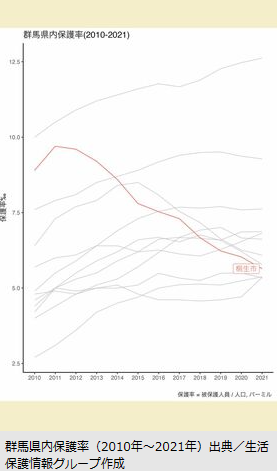 群馬県内保護率(2010-2021)
12.5
10.0
7.5
5.0
2.5
保護率‰
桐生市
2010 2011 2012 2013 2014 2015 2016 2017 2018 2019 2020 2021
保護率 = 被保護人員 / 人口, パーミル
群馬県内保護率（2010年～2021年）出典／生活
保護情報グループ作成